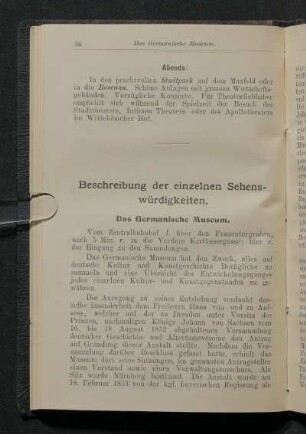 36 Das Germanische Museum.
Abends:
In den prachtvollen Stadtpark auf dem Maxfeld oder
in die Rosenau. Schöne Anlagen mit grossen Wirtschafts-
gebäuden. Vorzügliche Konzerte. Für Theaterliebhaber
empfiehlt sich während der Spielzeit der Besuch des
Stadttheaters, Intimen Theaters oder des Apollotheaters
im Wittelsbacher Hof.
Beschreibung der einzelnen Sehens-
würdigkeiten.
Das Germanische Museum.
Vom Zentralbahnhof l. über den Frauentorgraben,
nach 5 Min. r. in die Vordere Kartäusergasse; hier r.
der Eingang zu den Sammlungen.
Das Germanische Museum hat den Zweck, alles auf
deutsche Kultur- und Kunstgeschichte Bezügliche zu
sammeln und eine Übersicht des Entwickelungsganges
jedes einzelnen Kultur- und Kunstgegenstandes zu ge-
währen.
Die Anregung zu seiner Entstehung verdankt das-
selbe innerhalb dem Freiherrn Hans von und zu Auf-
sess, welcher auf der zu Dresden unter Vorsitz des
Prinzen, nachmaligen Königs Johann von Sachsen vom
16. bis 19. August 1852 abgehaltenen Versammlung
deutscher Geschichts- und Altertumsvereine den Antrag
auf Gründung dieser Anstalt stellte. Nachdem die Ver-
sammlung darüber Beschluss gefasst hatte, erhielt das
Museum dort seine Satzungen, im genannten Antragsteller
einen Vorstand sowie einen Verwaltungsausschuss. Als
Sitz wurde Nürnberg bestimmt. Die Anstalt wurde am
18. Februar 1853 von der kgl. bayerischen Regierung als